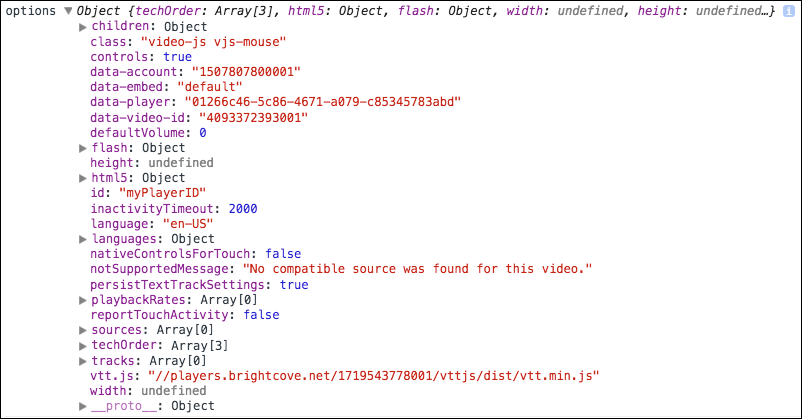 options ▼Object {techOrder: Array[3], html5: Object, flash: Object, width: undefined, height: undefined…} i
▶ children: Object
class: "video-js vjs-mouse"
controls: true
data-account: "1507807800001"
data-embed: "default"
data-player: "01266c46-5c86-4671-a079-c85345783abd"
data-video-id: "4093372393001"
defaultVolume: 0
▶ flash: Object
height: undefined
▶ html5: Object
id: "myPlayerID"
inactivityTimeout: 2000
language: "en-US"
▶ languages: Object
nativeControlsForTouch: false
notSupportedMessage: "No compatible source was found for this video."
persistTextTrackSettings: true
▶ playbackRates: Array[0]
reportTouchActivity: false
▶ sources: Array[0]
▶ techOrder: Array[3]
▶ tracks: Array[0]
vtt.js: "//players.brightcove.net/1719543778001/vttjs/dist/vtt.min.js"
width: undefined
▶ __proto__: Object